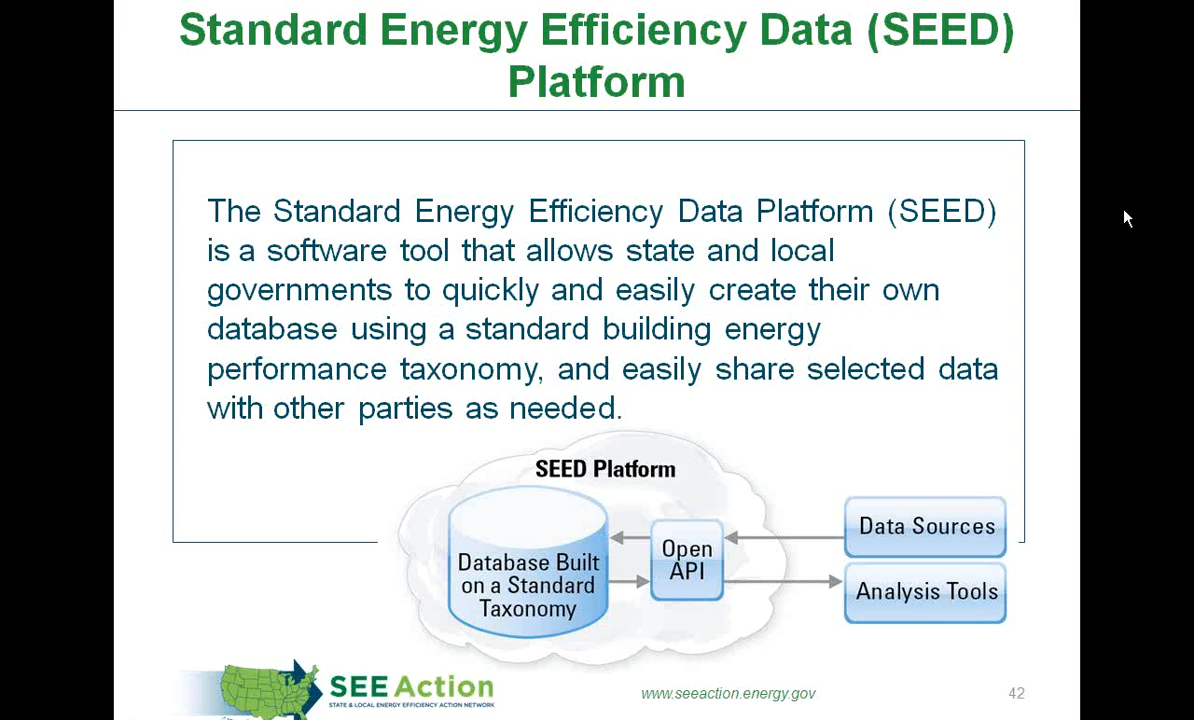 Standard Energy Efficiency Data (SEED)
Platform
The Standard Energy Efficiency Data Platform (SEED)
is a software tool that allows state and local
governments to quickly and easily create their own
database using a standard building energy
performance taxonomy, and easily share selected data
with other parties as needed.
SEED Platform
Database Built
on a Standard
Taxonomy
Open
API
Data Sources
Analysis Tools
SEE Action
STATE & LOCAL ENERGY EFFICIENCY ACTION NETWORK
www.seeaction.energy.gov
42